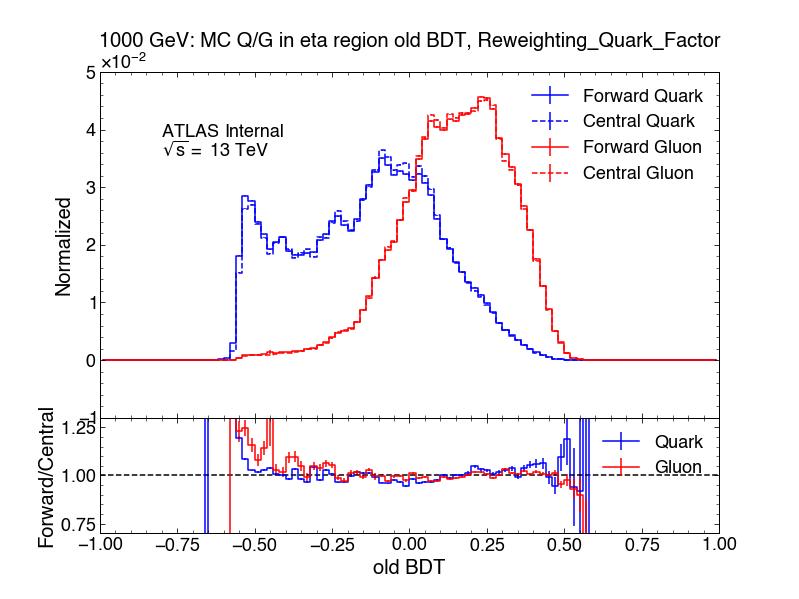 1000 GeV: MC Q/G in eta region old BDT, Reweighting_Quark_Factor
×10⁻²
5
4
3
2
1
0
−1
Normalized
ATLAS Internal
√s = 13 TeV
Forward Quark
Central Quark
Forward Gluon
Central Gluon
1.25
1.00
0.75
Forward/Central
Quark
Gluon
−1.00 −0.75 −0.50 −0.25 0.00 0.25 0.50 0.75 1.00
old BDT